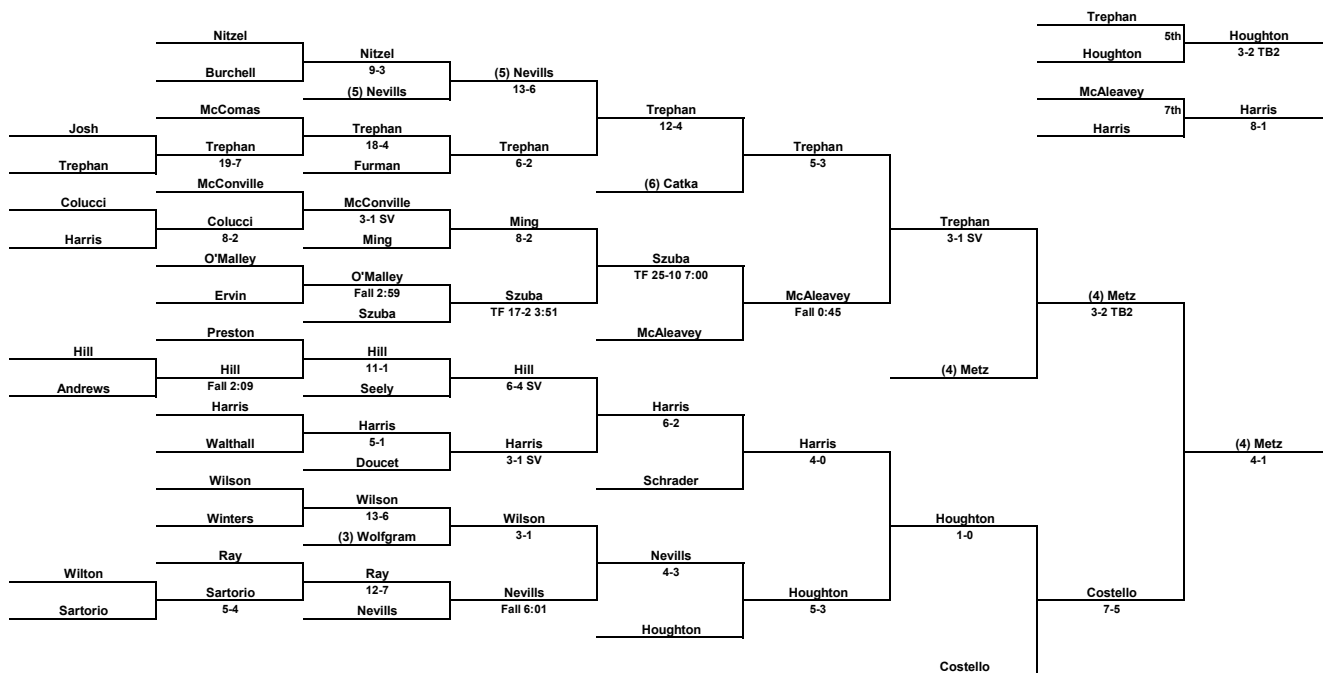 Trephan
5th
Houghton
Houghton
3-2 TB2
McAleavey
7th
Harris
Harris
8-1
Josh
Trephan
Colucci
Harris
Hill
Andrews
Wilton
Sartorio
Nitzel
Burchell
McComas
Trephan
19-7
McConville
Colucci
8-2
O'Malley
Ervin
Preston
Hill
Fall 2:09
Harris
Walthall
Wilson
Winters
Ray
Sartorio
5-4
Nitzel
9-3
(5) Nevills
Trephan
18-4
Furman
McConville
3-1 SV
Ming
O'Malley
Fall 2:59
Szuba
Hill
11-1
Seely
Harris
5-1
Doucet
Wilson
13-6
(3) Wolfgram
Ray
12-7
Nevills
(5) Nevills
13-6
Trephan
6-2
Ming
8-2
Szuba
TF 17-2 3:51
Hill
6-4 SV
Harris
3-1 SV
Wilson
3-1
Nevills
Fall 6:01
Trephan
12-4
(6) Catka
Szuba
TF 25-10 7:00
McAleavey
Harris
6-2
Schrader
Nevills
4-3
Houghton
Trephan
5-3
McAleavey
Fall 0:45
Harris
4-0
Houghton
5-3
Trephan
3-1 SV
(4) Metz
Houghton
1-0
Costello
(4) Metz
3-2 TB2
Costello
7-5
(4) Metz
4-1